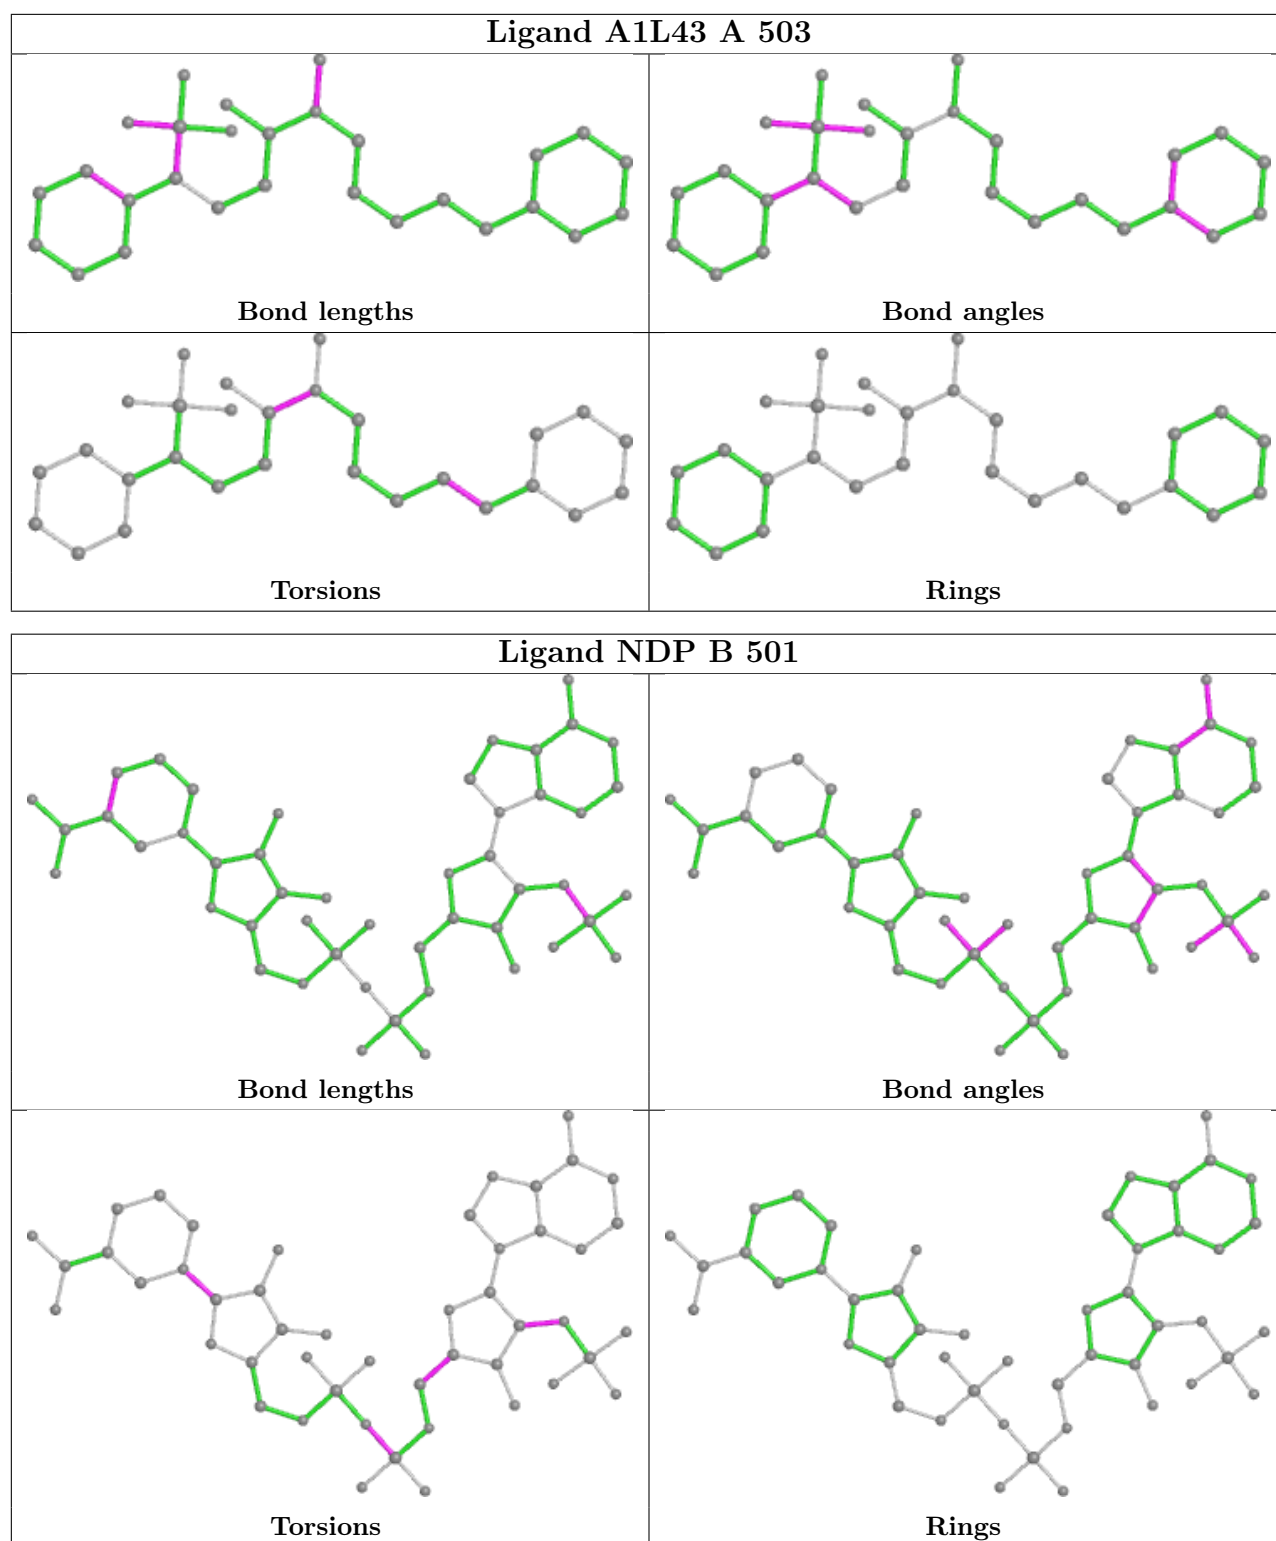 Ligand A1L43 A 503
Bond lengths
Bond angles
Torsions
Rings
Ligand NDP B 501
Bond lengths
Bond angles
Torsions
Rings